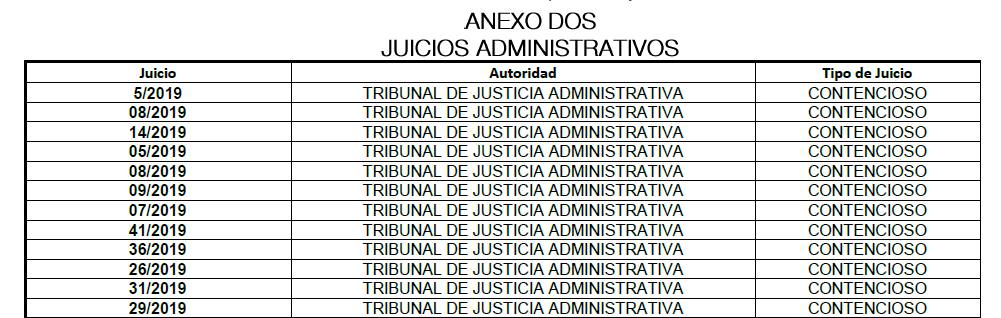 ANEXO DOS
JUICIOS ADMINISTRATIVOS
Juicio Autoridad Tipo de Juicio
5/2019 TRIBUNAL DE JUSTICIA ADMINISTRATIVA CONTENCIOSO
08/2019 TRIBUNAL DE JUSTICIA ADMINISTRATIVA CONTENCIOSO
14/2019 TRIBUNAL DE JUSTICIA ADMINISTRATIVA CONTENCIOSO
05/2019 TRIBUNAL DE JUSTICIA ADMINISTRATIVA CONTENCIOSO
08/2019 TRIBUNAL DE JUSTICIA ADMINISTRATIVA CONTENCIOSO
09/2019 TRIBUNAL DE JUSTICIA ADMINISTRATIVA CONTENCIOSO
07/2019 TRIBUNAL DE JUSTICIA ADMINISTRATIVA CONTENCIOSO
41/2019 TRIBUNAL DE JUSTICIA ADMINISTRATIVA CONTENCIOSO
36/2019 TRIBUNAL DE JUSTICIA ADMINISTRATIVA CONTENCIOSO
26/2019 TRIBUNAL DE JUSTICIA ADMINISTRATIVA CONTENCIOSO
31/2019 TRIBUNAL DE JUSTICIA ADMINISTRATIVA CONTENCIOSO
29/2019 TRIBUNAL DE JUSTICIA ADMINISTRATIVA CONTENCIOSO